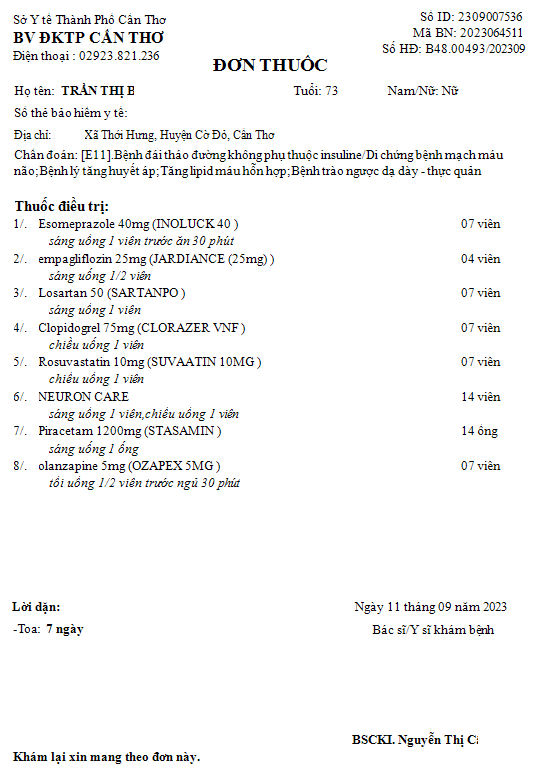 Sở Y tế Thành Phố Cần Thơ
BV ĐKTP CẦN THƠ
Điện thoại : 02923.821.236
Số ID: 2309007536
Mã BN: 2023064511
Số HĐ: B48.00493/202309
ĐƠN THUỐC
Họ tên: TRẦN THỊ B
Tuổi: 73
Nam/Nữ: Nữ
Số thẻ bảo hiểm y tế:
Địa chỉ: Xã Thới Hưng, Huyện Cờ Đỏ, Cần Thơ
Chẩn đoán: [E11].Bệnh đái tháo đường không phụ thuộc insuline/Di chứng bệnh mạch máu
não; Bệnh lý tăng huyết áp; Tăng lipid máu hỗn hợp; Bệnh trào ngược dạ dày - thực quản
Thuốc điều trị:
1/. Esomeprazole 40mg (INOLUCK 40 ) 07 viên
sáng uống 1 viên trước ăn 30 phút
2/. empagliflozin 25mg (JARDIANCE (25mg) ) 04 viên
sáng uống 1/2 viên
3/. Losartan 50 (SARTANPO ) 07 viên
sáng uống 1 viên
4/. Clopidogrel 75mg (CLORAZER VNF ) 07 viên
chiều uống 1 viên
5/. Rosuvastatin 10mg (SUVAATIN 10MG ) 07 viên
chiều uống 1 viên
6/. NEURON CARE 14 viên
sáng uống 1 viên,chiều uống 1 viên
7/. Piracetam 1200mg (STASAMIN ) 14 ống
sáng uống 1 ống
8/. olanzapine 5mg (OZAPEX 5MG ) 07 viên
tối uống 1/2 viên trước ngủ 30 phút
Lời dặn:
-Toa: 7 ngày
Ngày 11 tháng 09 năm 2023
Bác sĩ/Y sĩ khám bệnh
BSCKI. Nguyễn Thị
Khám lại xin mang theo đơn này.